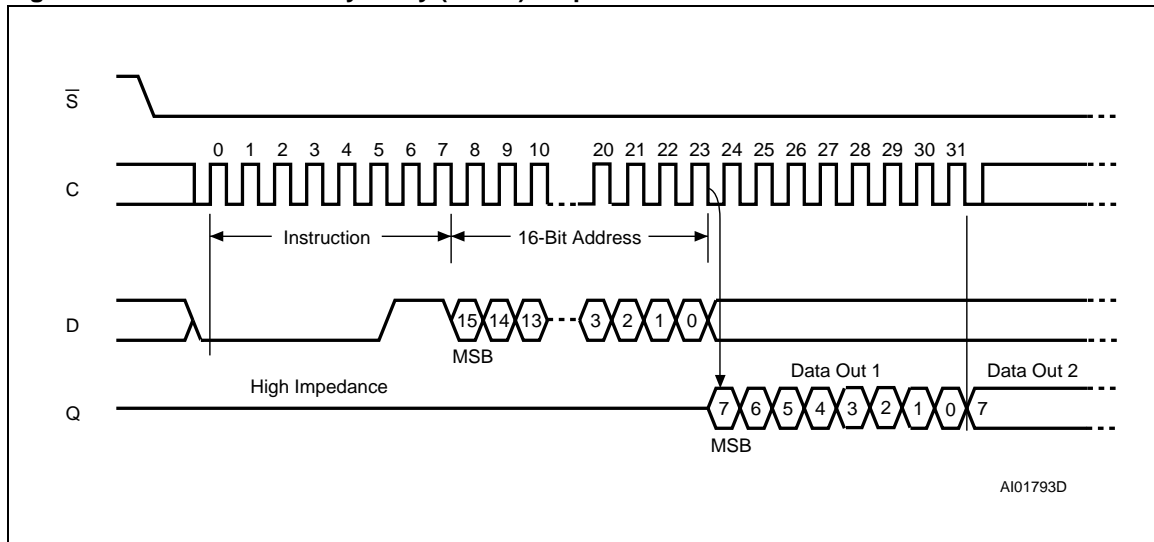 S
0 1 2 3 4 5 6 7 8 9 10 20 21 22 23 24 25 26 27 28 29 30 31
C
Instruction 16-Bit Address
D 15 14 13 3 2 1 0
MSB
High Impedance Data Out 1 Data Out 2
Q 7 6 5 4 3 2 1 0 7
MSB
AI01793D